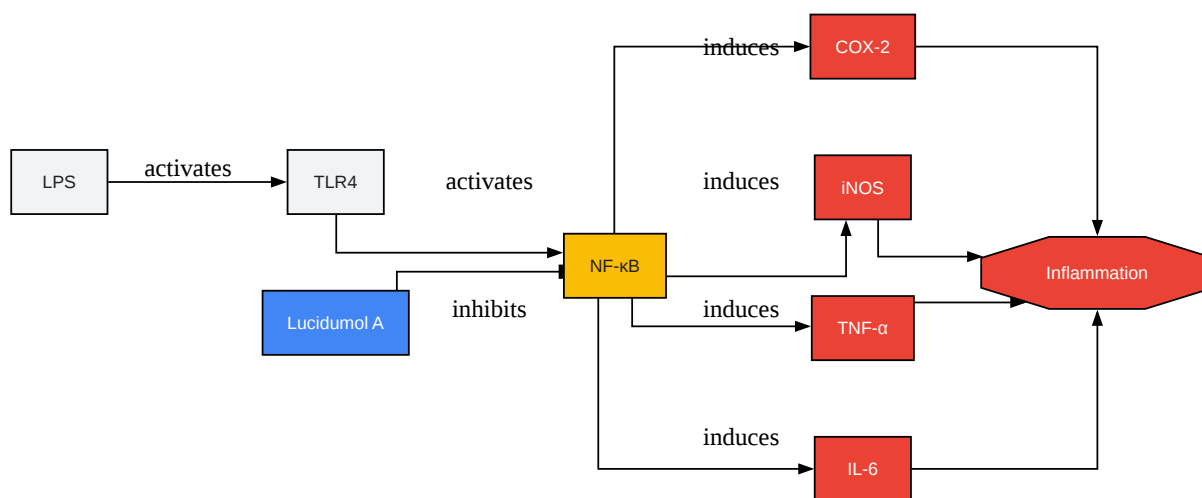 induces
COX-2
LPS
activates
TLR4
activates
induces
iNOS
NF-κB
Inflammation
Lucidumol A
inhibits
induces
TNF-α
induces
IL-6